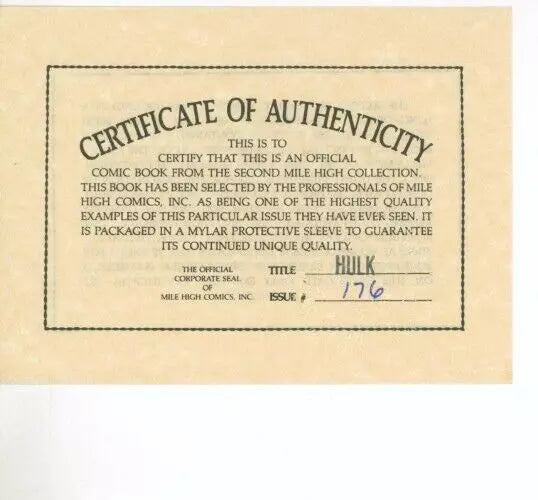 CERTIFICATE OF AUTHENTICITY
THIS IS TO
CERTIFY THAT THIS IS AN OFFICIAL
COMIC BOOK FROM THE SECOND MILE HIGH COLLECTION.
THIS BOOK HAS BEEN SELECTED BY THE PROFESSIONALS OF MILE
HIGH COMICS, INC. AS BEING ONE OF THE HIGHEST QUALITY
EXAMPLES OF THIS PARTICULAR ISSUE THEY HAVE EVER SEEN. IT
IS PACKAGED IN A MYLAR PROTECTIVE SLEEVE TO GUARANTEE
ITS CONTINUED UNIQUE QUALITY.
THE OFFICIAL
CORPORATE SEAL
OF
MILE HIGH COMICS, INC.
TITLE HULK
ISSUE # 176